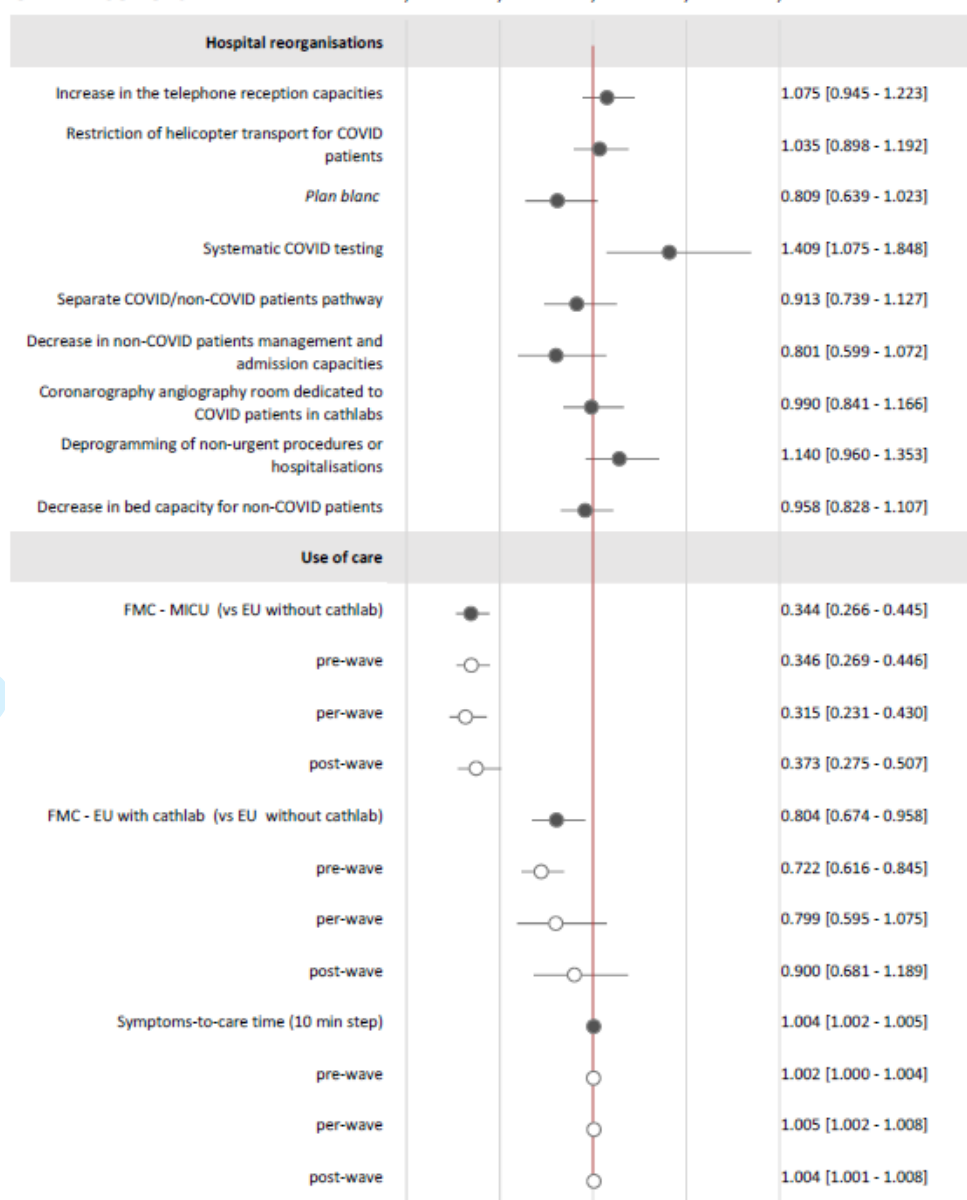 Hospital reorganisations
Increase in the telephone reception capacities 1.075 [0.945 - 1.223]
Restriction of helicopter transport for COVID
patients 1.035 [0.898 - 1.192]
Plan blanc 0.809 [0.639 - 1.023]
Systematic COVID testing 1.409 [1.075 - 1.848]
Separate COVID/non-COVID patients pathway 0.913 [0.739 - 1.127]
Decrease in non-COVID patients management and
admission capacities 0.801 [0.599 - 1.072]
Coronarography angiography room dedicated to
COVID patients in cathlabs 0.990 [0.841 - 1.166]
Deprogramming of non-urgent procedures or
hospitalisations 1.140 [0.960 - 1.353]
Decrease in bed capacity for non-COVID patients 0.958 [0.828 - 1.107]
Use of care
FMC - MICU (vs EU without cathlab) 0.344 [0.266 - 0.445]
pre-wave 0.346 [0.269 - 0.446]
per-wave 0.315 [0.231 - 0.430]
post-wave 0.373 [0.275 - 0.507]
FMC - EU with cathlab (vs EU without cathlab) 0.804 [0.674 - 0.958]
pre-wave 0.722 [0.616 - 0.845]
per-wave 0.799 [0.595 - 1.075]
post-wave 0.900 [0.681 - 1.189]
Symptoms-to-care time (10 min step) 1.004 [1.002 - 1.005]
pre-wave 1.002 [1.000 - 1.004]
per-wave 1.005 [1.002 - 1.008]
post-wave 1.004 [1.001 - 1.008]